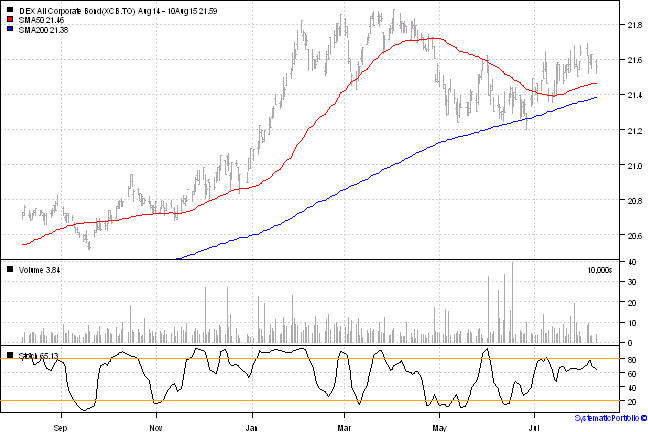 DEX All Corporate Bond(XCB.TO) Aug14 - 10Aug15 21.59
SMA50 21.46
SMA200 21.38
21.8
21.6
21.4
21.2
21.0
20.8
20.6
Volume 3.84
10,000s
40
30
20
10
0
Stoch 65.13
80
60
40
20
Sep
Nov
Jan
Mar
May
Jul
SystematicPortfolio ©